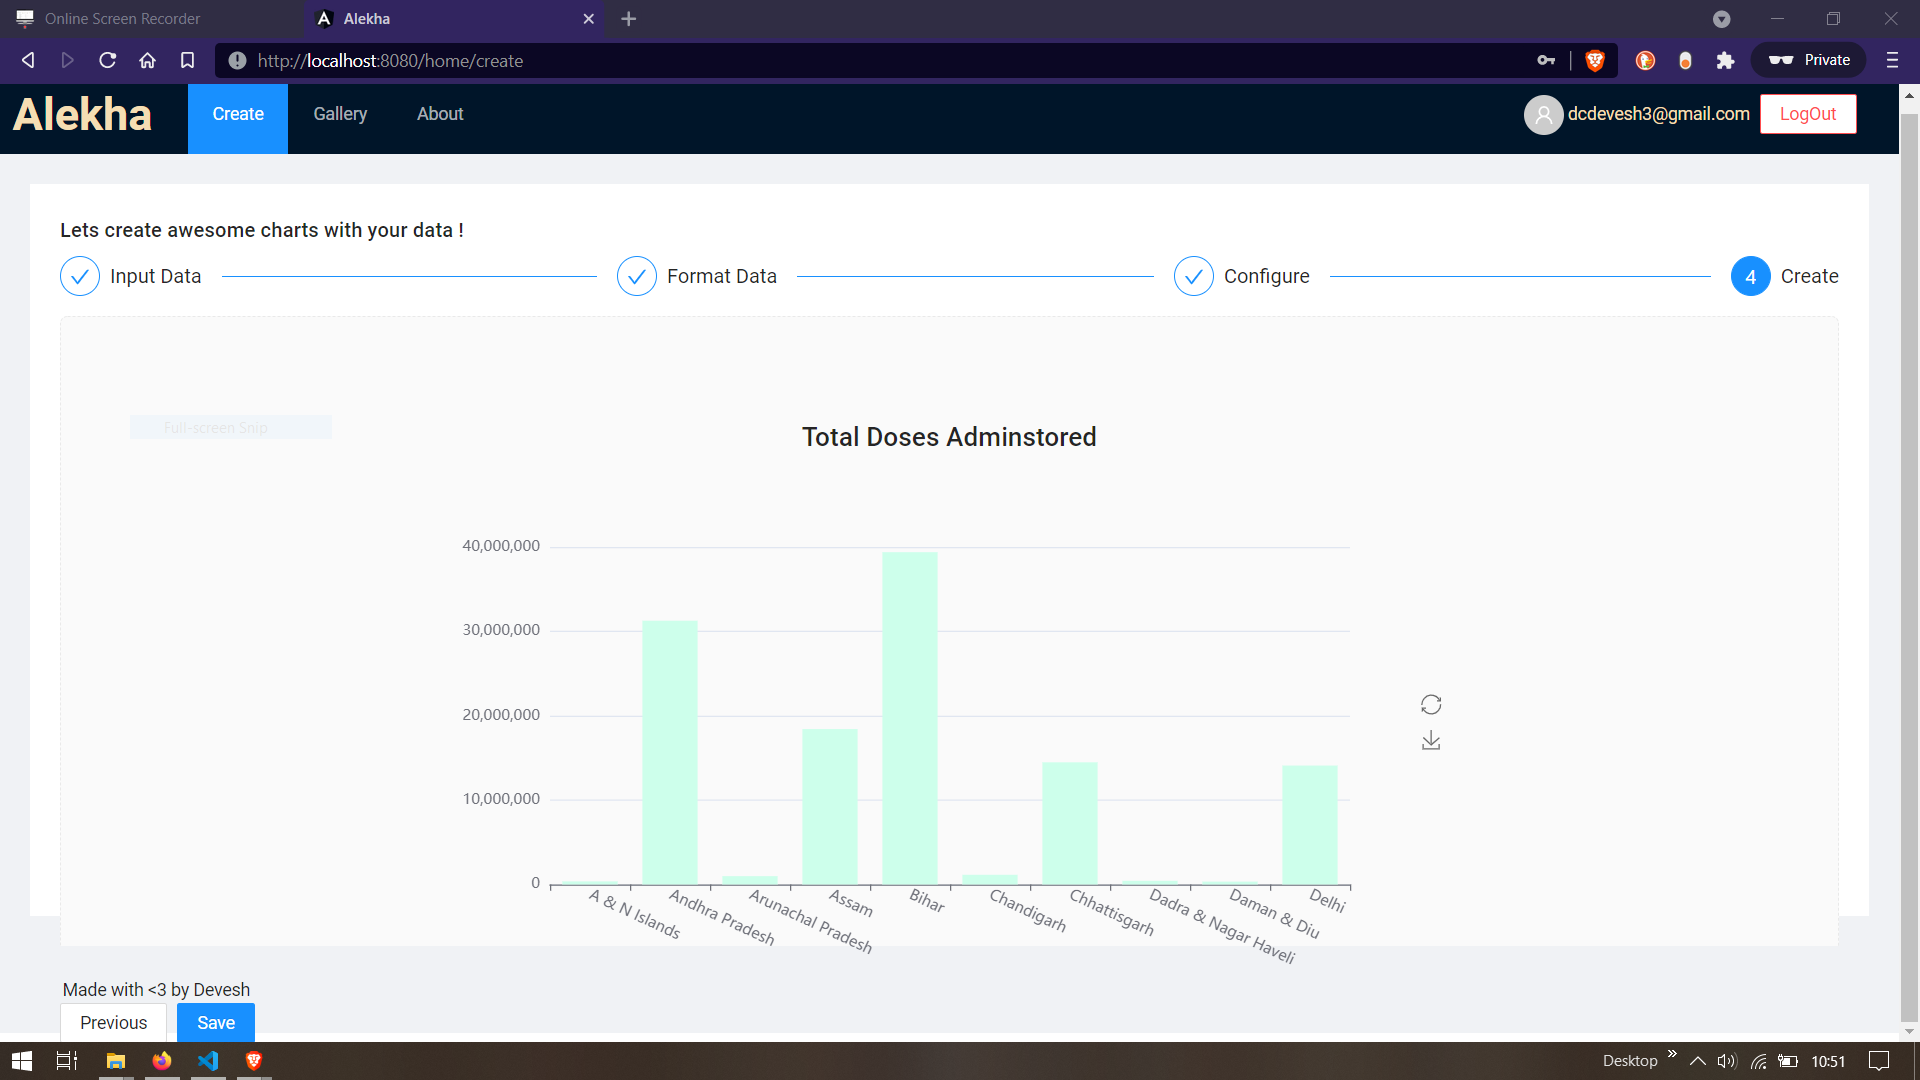 Online Screen Recorder
Alekha
http://localhost:8080/home/create
Private
Alekha
Create
Gallery
About
dcdevesh3@gmail.com
LogOut
Lets create awesome charts with your data !
Input Data
Format Data
Configure
4
Create
Full-screen Snip
Total Doses Adminstored
40,000,000
30,000,000
20,000,000
10,000,000
0
A & N Islands
Andhra Pradesh
Arunachal Pradesh
Assam
Bihar
Chandigarh
Chhattisgarh
Dadra & Nagar Haveli
Daman & Diu
Delhi
Made with <3 by Devesh
Previous
Save
Desktop
10:51